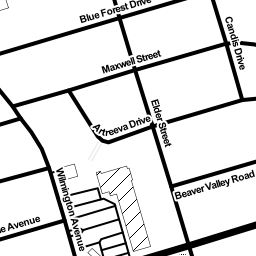 Blue Forest Drive
Candis Drive
Maxwell Street
Elder Street
Artreeva Drive
Wilmington Avenue
Beaver Valley Road
Avenue